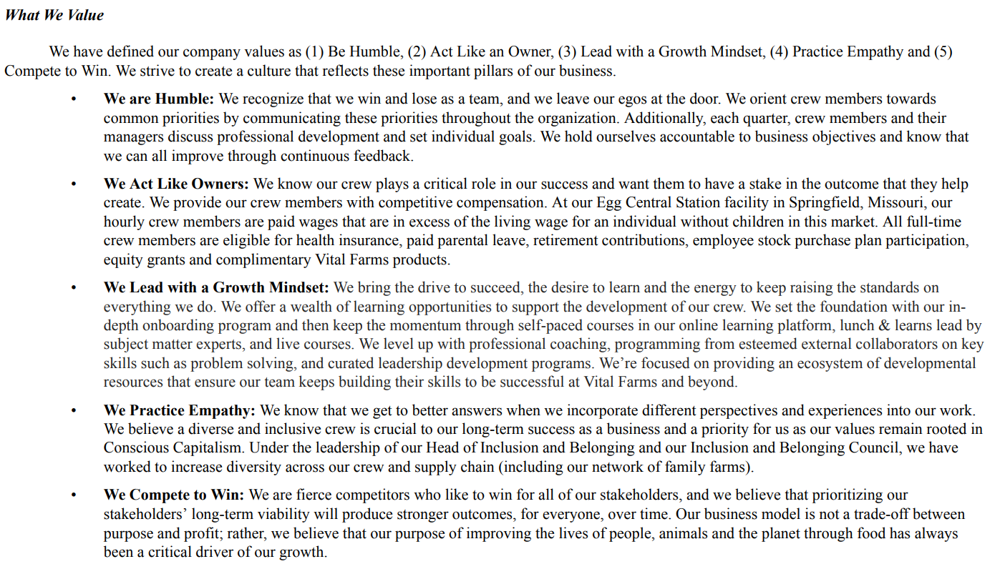 What We Value
We have defined our company values as (1) Be Humble, (2) Act Like an Owner, (3) Lead with a Growth Mindset, (4) Practice Empathy and (5)
Compete to Win. We strive to create a culture that reflects these important pillars of our business.
• We are Humble: We recognize that we win and lose as a team, and we leave our egos at the door. We orient crew members towards
common priorities by communicating these priorities throughout the organization. Additionally, each quarter, crew members and their
managers discuss professional development and set individual goals. We hold ourselves accountable to business objectives and know that
we can all improve through continuous feedback.
• We Act Like Owners: We know our crew plays a critical role in our success and want them to have a stake in the outcome that they help
create. We provide our crew members with competitive compensation. At our Egg Central Station facility in Springfield, Missouri, our
hourly crew members are paid wages that are in excess of the living wage for an individual without children in this market. All full-time
crew members are eligible for health insurance, paid parental leave, retirement contributions, employee stock purchase plan participation,
equity grants and complimentary Vital Farms products.
• We Lead with a Growth Mindset: We bring the drive to succeed, the desire to learn and the energy to keep raising the standards on
everything we do. We offer a wealth of learning opportunities to support the development of our crew. We set the foundation with our in-
depth onboarding program and then keep the momentum through self-paced courses in our online learning platform, lunch & learns lead by
subject matter experts, and live courses. We level up with professional coaching, programming from esteemed external collaborators on key
skills such as problem solving, and curated leadership development programs. We’re focused on providing an ecosystem of developmental
resources that ensure our team keeps building their skills to be successful at Vital Farms and beyond.
• We Practice Empathy: We know that we get to better answers when we incorporate different perspectives and experiences into our work.
We believe a diverse and inclusive crew is crucial to our long-term success as a business and a priority for us as our values remain rooted in
Conscious Capitalism. Under the leadership of our Head of Inclusion and Belonging and our Inclusion and Belonging Council, we have
worked to increase diversity across our crew and supply chain (including our network of family farms).
• We Compete to Win: We are fierce competitors who like to win for all of our stakeholders, and we believe that prioritizing our
stakeholders’ long-term viability will produce stronger outcomes, for everyone, over time. Our business model is not a trade-off between
purpose and profit; rather, we believe that our purpose of improving the lives of people, animals and the planet through food has always
been a critical driver of our growth.